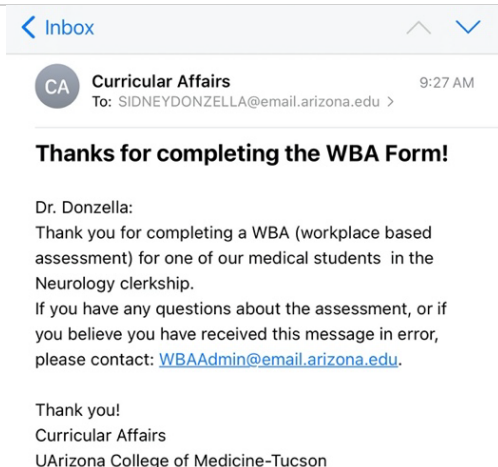 Inbox
CA
Curricular Affairs
9:27 AM
To: SIDNEYDONZELLA@email.arizona.edu >
Thanks for completing the WBA Form!
Dr. Donzella:
Thank you for completing a WBA (workplace based
assessment) for one of our medical students in the
Neurology clerkship.
If you have any questions about the assessment, or if
you believe you have received this message in error,
please contact: WBAAdmin@email.arizona.edu.
Thank you!
Curricular Affairs
UArizona College of Medicine-Tucson